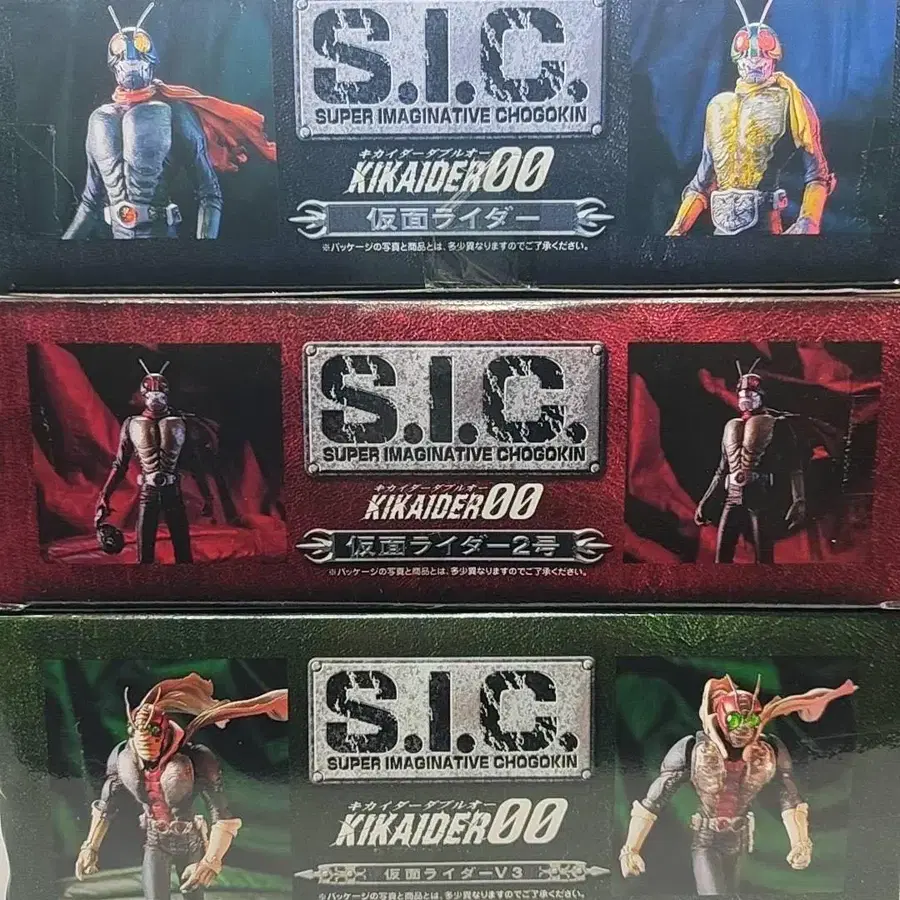 S.I.C.
SUPER IMAGINATIVE CHOGOKIN
キカイダーダブルオー
KIKAIDER00
仮面ライダー
※パッケージの写真と商品とは、多少異なりますのでご了承ください。
S.I.C.
SUPER IMAGINATIVE CHOGOKIN
キカイダーダブルオー
KIKAIDER00
仮面ライダー2号
※パッケージの写真と商品とは、多少異なりますのでご了承ください。
S.I.C.
SUPER IMAGINATIVE CHOGOKIN
キカイダーダブルオー
KIKAIDER00
仮面ライダーV3
※パッケージの写真と商品とは、多少異なりますのでご了承ください。